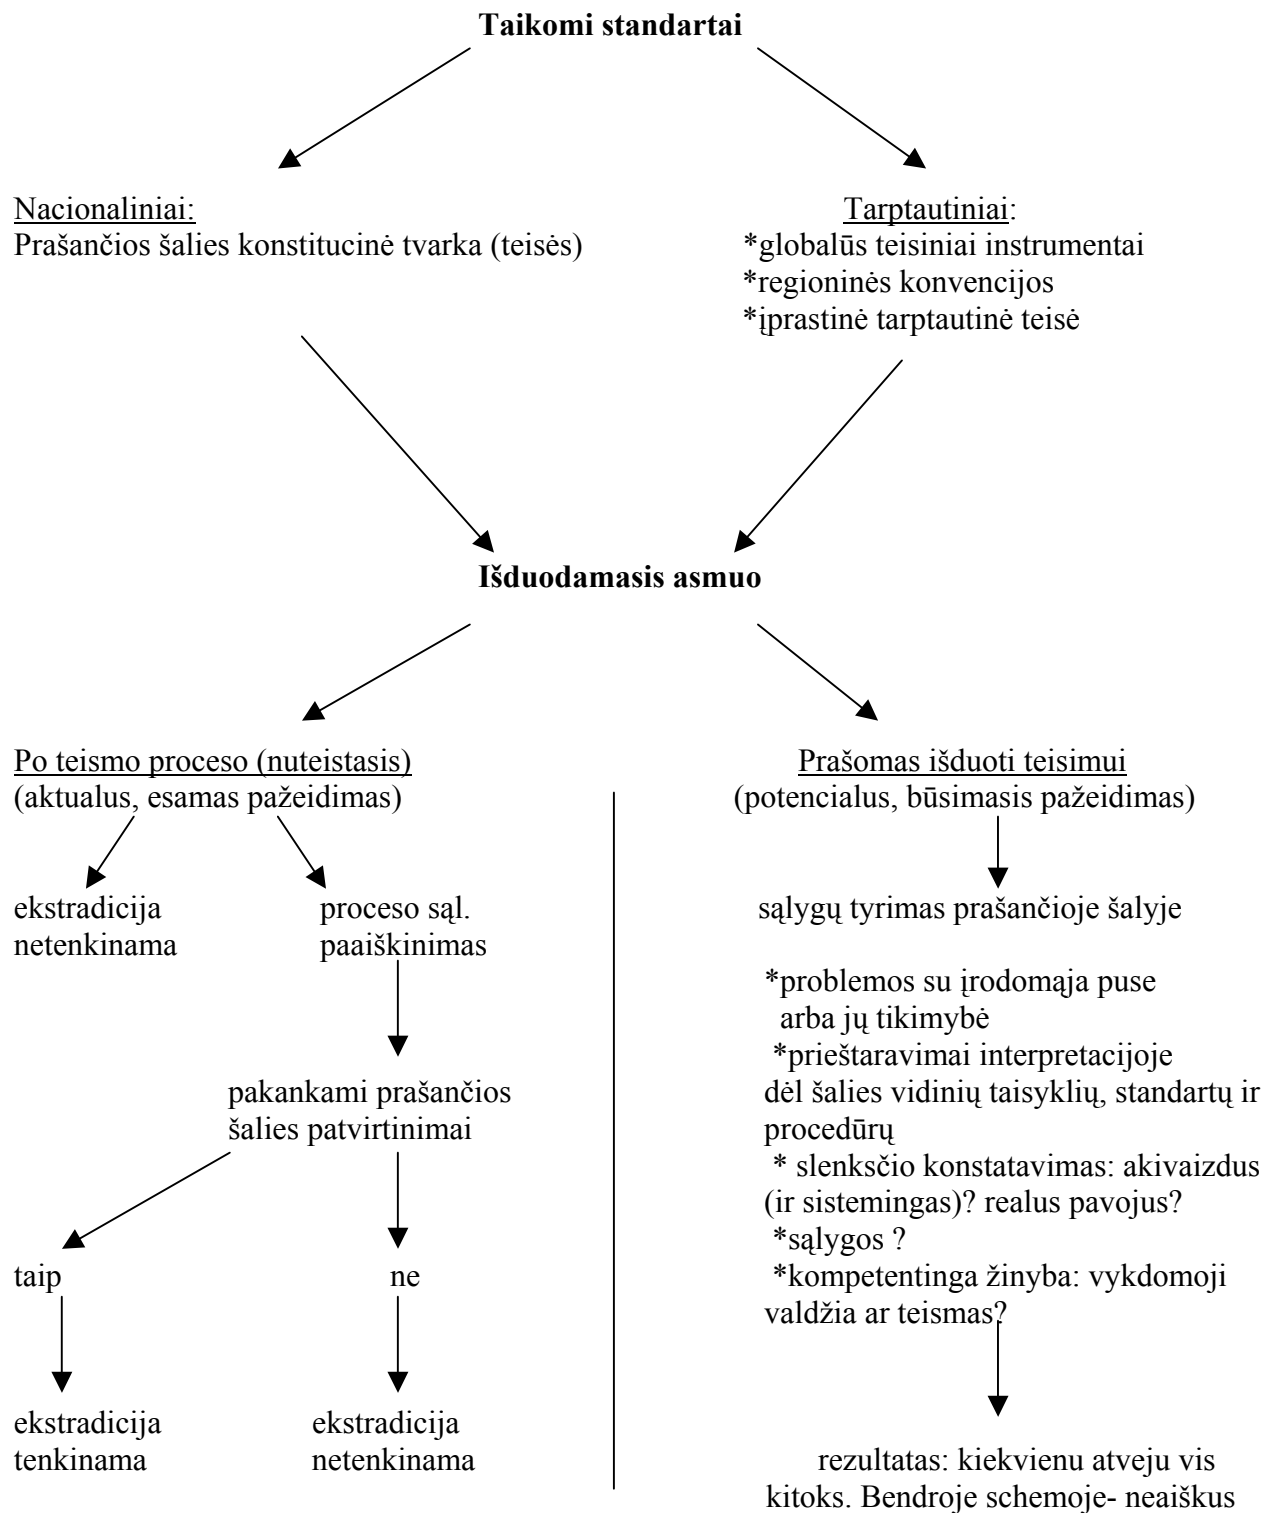 Taikomi standartai
Nacionaliniai:
Prašančios šalies konstitucinė tvarka (teisės)
Tarptautiniai:
*globalūs teisiniai instrumentai
*regioninės konvencijos
*įprastinė tarptautinė teisė
Išduodamasis asmuo
Po teismo proceso (nuteistasis)
(aktualus, esamas pažeidimas)
ekstradicija
netenkinama
proceso sąl.
paaiškinimas
pakankami prašančios
šalies patvirtinimai
taip
ne
ekstradicija
tenkinama
ekstradicija
netenkinama
Prašomas išduoti teisimui
(potencialus, būsimasis pažeidimas)
sąlygų tyrimas prašančioje šalyje
*problemos su įrodomąja puse
arba jų tikimybė
*prieštaravimai interpretacijoje
dėl šalies vidinių taisyklių, standartų ir
procedūrų
* slenksčio konstatavimas: akivaizdus
(ir sistemingas)? realus pavojus?
*sąlygos ?
*kompetentinga žinyba: vykdomoji
valdžia ar teismas?
rezultatas: kiekvienu atveju vis
kitoks. Bendroje schemoje- neaiškus